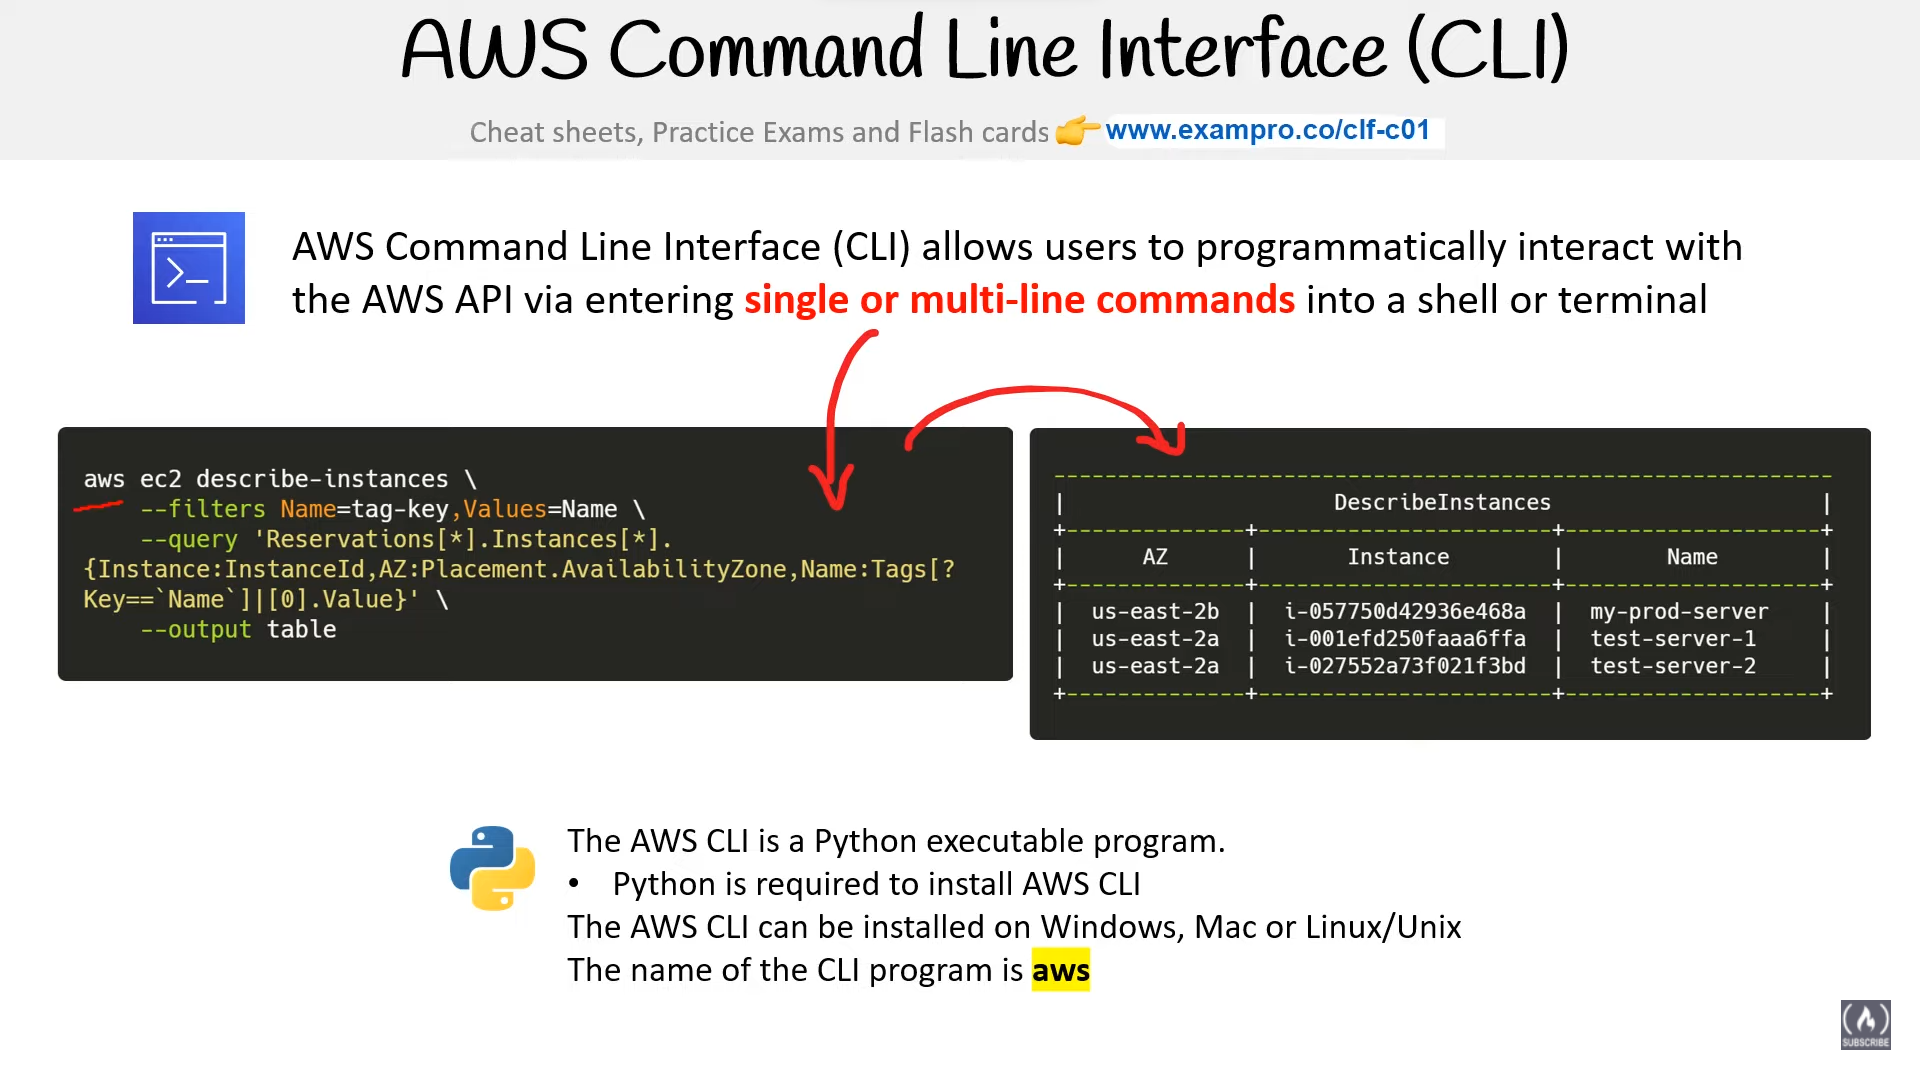 AWS Command Line Interface (CLI)
Cheat sheets, Practice Exams and Flash cards 👉 www.exampro.co/clf-c01
AWS Command Line Interface (CLI) allows users to programmatically interact with
the AWS API via entering single or multi-line commands into a shell or terminal
aws ec2 describe-instances \
    --filters Name=tag-key,Values=Name \
    --query 'Reservations[*].Instances[*].
{Instance:InstanceId,AZ:Placement.AvailabilityZone,Name:Tags[?
Key==`Name`]|[0].Value}' \
    --output table
-------------------------------------------------------------
|                     DescribeInstances                     |
+--------------+-----------------------+--------------------+
|      AZ      |       Instance        |        Name        |
+--------------+-----------------------+--------------------+
|  us-east-2b  |  i-057750d42936e468a  |  my-prod-server    |
|  us-east-2a  |  i-001efd250faaa6ffa  |  test-server-1     |
|  us-east-2a  |  i-027552a73f021f3bd  |  test-server-2     |
+--------------+-----------------------+--------------------+
The AWS CLI is a Python executable program.
• Python is required to install AWS CLI
The AWS CLI can be installed on Windows, Mac or Linux/Unix
The name of the CLI program is aws
SUBSCRIBE